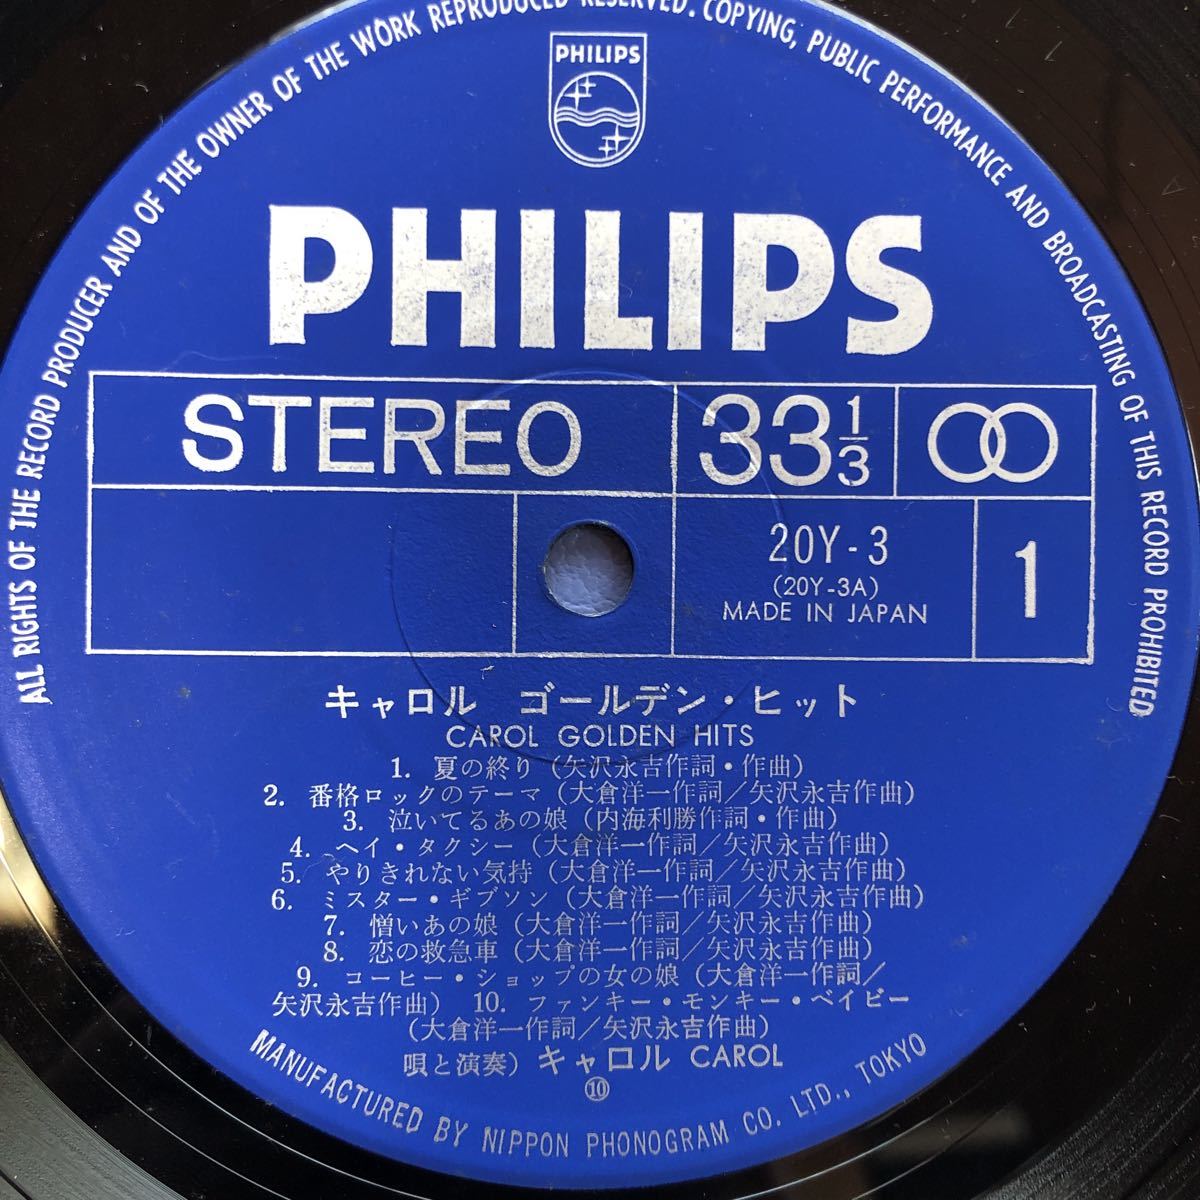 ALL RIGHTS OF THE RECORD PRODUCER AND OF THE OWNER OF THE WORK REPRODUCED RESERVED. COPYING, PUBLIC PERFORMANCE AND BROADCASTING OF THIS RECORD PROHIBITED
PHILIPS
PHILIPS
STEREO 33 1/3
20Y-3 1
(20Y-3A)
MADE IN JAPAN
キャロル ゴールデン・ヒット
CAROL GOLDEN HITS
1. 夏の終り (矢沢永吉作詞・作曲)
2. 番格ロックのテーマ (大倉洋一作詞/矢沢永吉作曲)
3. 泣いてるあの娘 (内海利勝作詞・作曲)
4. ヘイ・タクシー (大倉洋一作詞/矢沢永吉作曲)
5. やりきれない気持 (大倉洋一作詞/矢沢永吉作曲)
6. ミスター・ギブソン (大倉洋一作詞/矢沢永吉作曲)
7. 憎いあの娘 (大倉洋一作詞/矢沢永吉作曲)
8. 恋の救急車 (大倉洋一作詞/矢沢永吉作曲)
9. コーヒー・ショップの女の娘 (大倉洋一作詞/
矢沢永吉作曲) 10. ファンキー・モンキー・ベイビー
(大倉洋一作詞/矢沢永吉作曲)
唄と演奏) キャロル CAROL
⑩
MANUFACTURED BY NIPPON PHONOGRAM CO. LTD., TOKYO